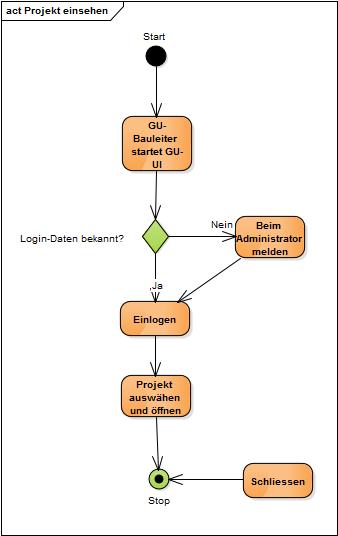 act Projekt einsehen
Start
GU-
Bauleiter
startet GU-
UI
Login-Daten bekannt?
Nein
Beim
Administrator
melden
,Ja
Einlogen
Projekt
auswähen
und öffnen
Schliessen
Stop